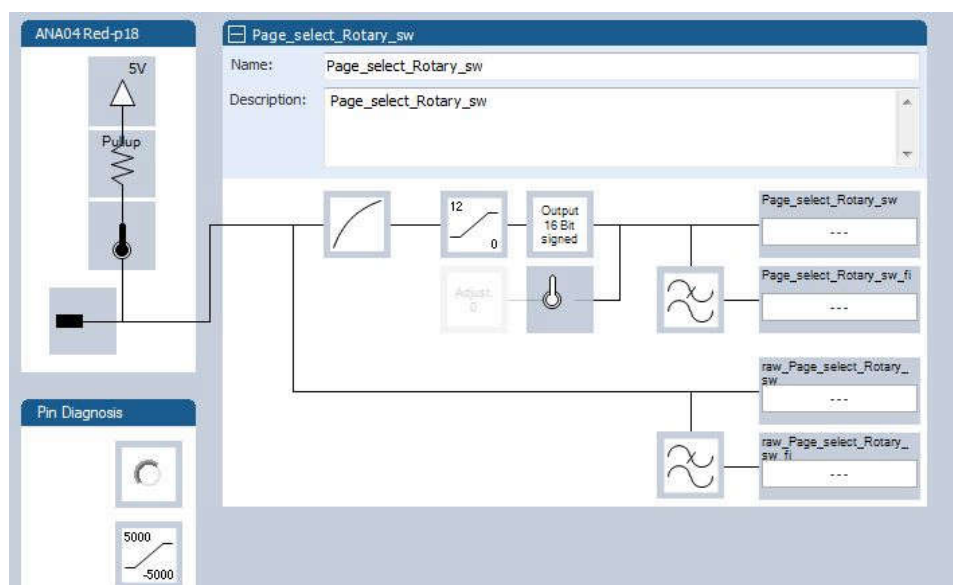 ANA04 Red-p18
5V
Pullup
Page_select_Rotary_sw
Name:
Page_select_Rotary_sw
Description:
Page_select_Rotary_sw
12
0
Output
16 Bit
signed
Adjust.
0
Page_select_Rotary_sw
---
Page_select_Rotary_sw_fi
---
raw_Page_select_Rotary_
sw
---
raw_Page_select_Rotary_
sw_fi
---
Pin Diagnosis
5000
-5000